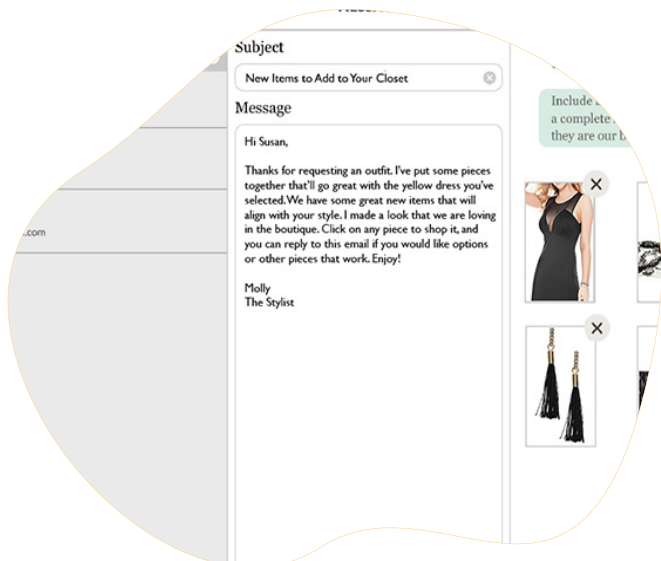 Subject
New Items to Add to Your Closet
Message
Hi Susan,
Thanks for requesting an outfit. I've put some pieces
together that'll go great with the yellow dress you've
selected. We have some great new items that will
align with your style. I made a look that we are loving
in the boutique. Click on any piece to shop it, and
you can reply to this email if you would like options
or other pieces that work. Enjoy!
Molly
The Stylist
.com
Include
a complete
they are our